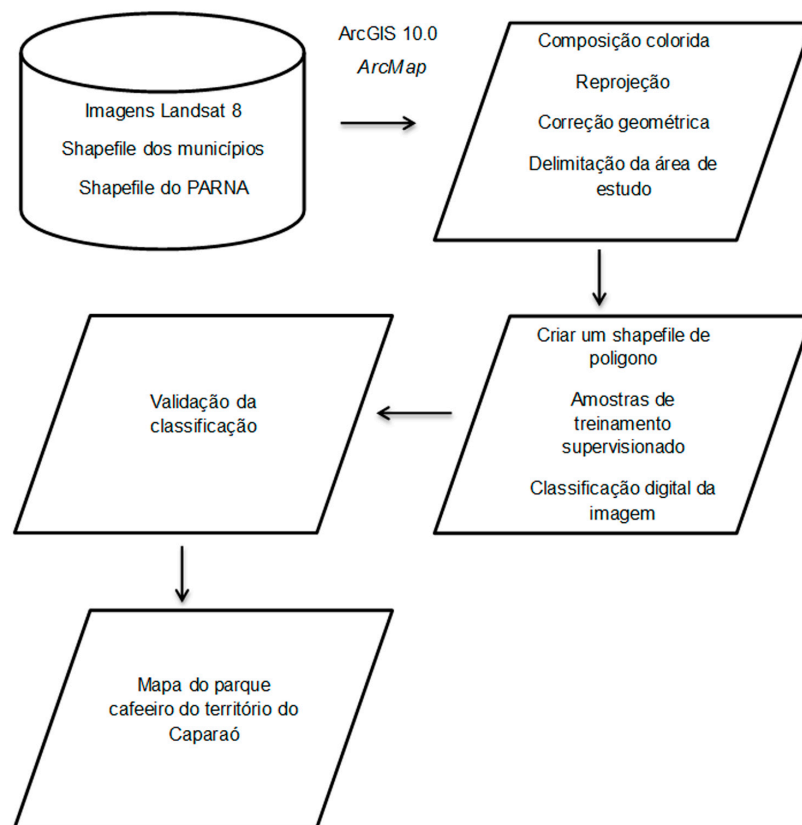 Imagens Landsat 8
Shapefile dos municípios
Shapefile do PARNA
ArcGIS 10.0
ArcMap
Composição colorida
Reprojeção
Correção geométrica
Delimitação da área de
estudo
Criar um shapefile de
poligono
Amostras de
treinamento
supervisionado
Classificação digital da
imagem
Validação da
classificação
Mapa do parque
cafeeiro do território do
Caparaó